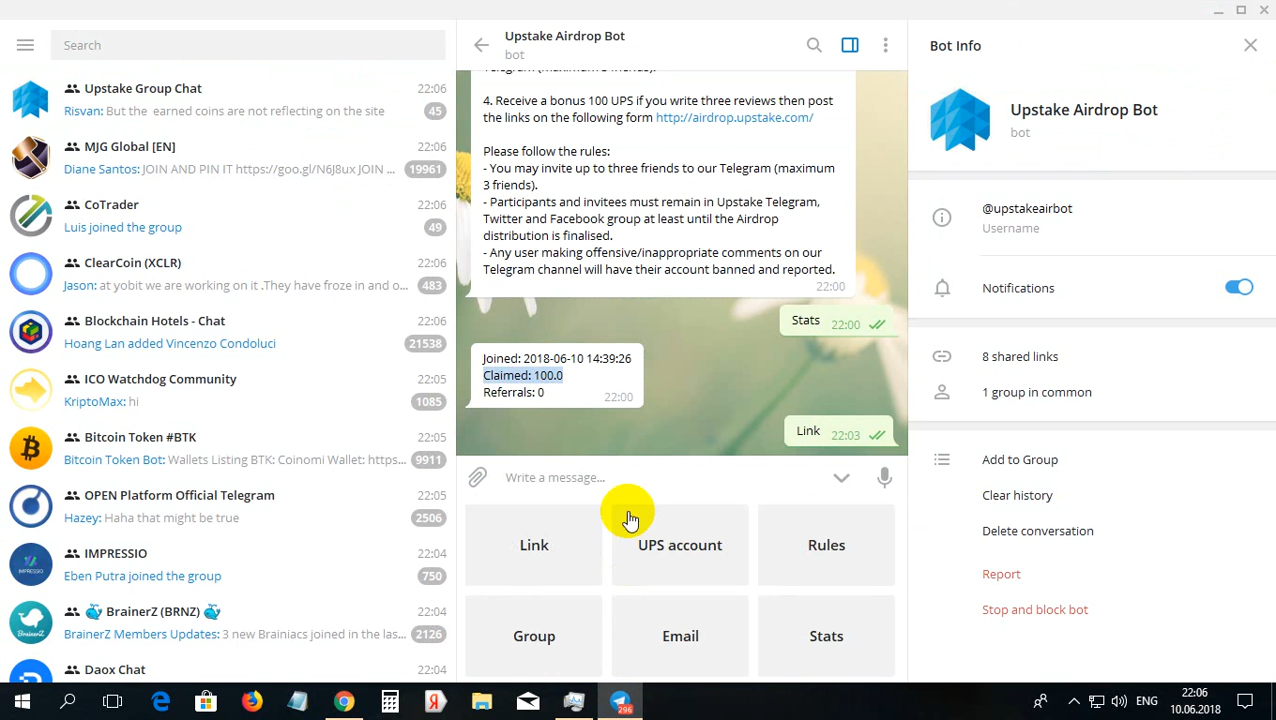 Search
Upstake Group Chat 22:06
Risvan: But the earned coins are not reflecting on the site 45
MJG Global [EN] 22:06
Diane Santos: JOIN AND PIN IT https://goo.gl/N6J8ux JOIN ... 19961
CoTrader 22:06
Luis joined the group 49
ClearCoin (XCLR) 22:06
Jason: at yobit we are working on it .They have froze in and o... 483
Blockchain Hotels - Chat 22:06
Hoang Lan added Vincenzo Condoluci 21538
ICO Watchdog Community 22:05
KriptoMax: hi 1085
Bitcoin Token #BTK 22:05
Bitcoin Token Bot: Wallets Listing BTK: Coinomi Wallet: https... 9911
OPEN Platform Official Telegram 22:05
Hazey: Haha that might be true 2506
IMPRESSIO 22:04
Eben Putra joined the group 750
BrainerZ (BRNZ) 22:04
BrainerZ Members Updates: 3 new Brainiacs joined in the las... 2126
Daox Chat 22:04
Upstake Airdrop Bot
bot
4. Receive a bonus 100 UPS if you write three reviews then post
the links on the following form http://airdrop.upstake.com/
Please follow the rules:
- You may invite up to three friends to our Telegram (maximum
3 friends).
- Participants and invitees must remain in Upstake Telegram,
Twitter and Facebook group at least until the Airdrop
distribution is finalised.
- Any user making offensive/inappropriate comments on our
Telegram channel will have their account banned and reported.
22:00
Stats 22:00
Joined: 2018-06-10 14:39:26
Claimed: 100.0
Referrals: 0 22:00
Link 22:03
Write a message...
Link UPS account Rules
Group Email Stats
Bot Info
Upstake Airdrop Bot
bot
@upstakeairbot
Username
Notifications
8 shared links
1 group in common
Add to Group
Clear history
Delete conversation
Report
Stop and block bot
296
ENG
22:06
10.06.2018